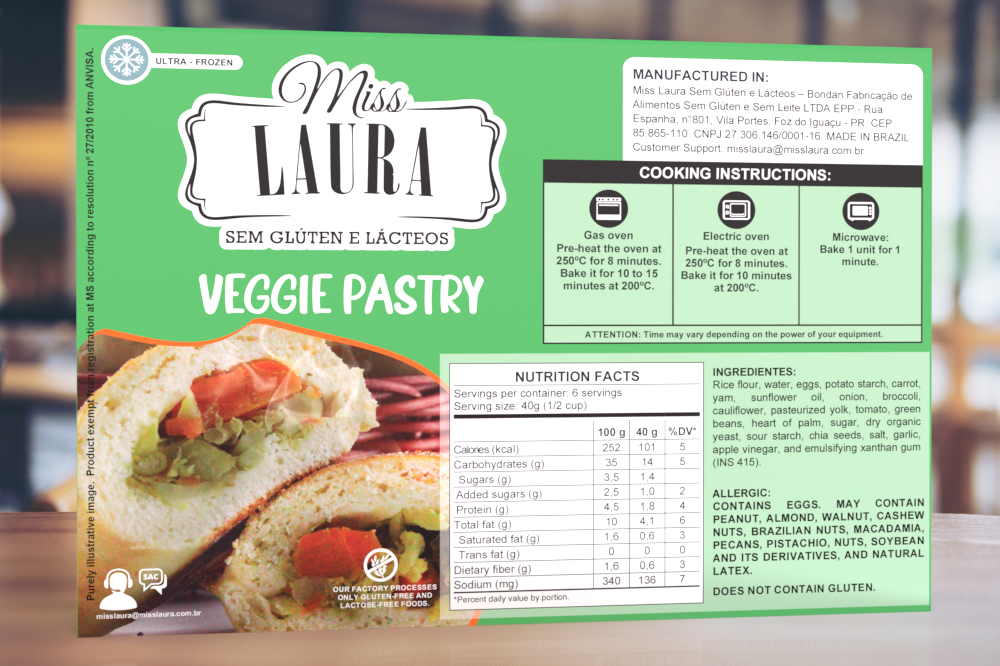 ULTRA - FROZEN
Miss
LAURA
SEM GLÚTEN E LÁCTEOS
VEGGIE PASTRY
Purely illustrative image. Product exempt from registration at MS according to resolution nº 27/2010 from ANVISA.
MANUFACTURED IN:
Miss Laura Sem Glúten e Lácteos – Bondan Fabricação de
Alimentos Sem Glúten e Sem Leite LTDA EPP - Rua
Espanha, n°801, Vila Portes, Foz do Iguaçu - PR. CEP
85.865-110 CNPJ 27.306.146/0001-16. MADE IN BRAZIL
Customer Support: misslaura@misslaura.com.br
COOKING INSTRUCTIONS:
Gas oven
Pre-heat the oven at
250ºC for 8 minutes.
Bake it for 10 to 15
minutes at 200ºC.
Electric oven
Pre-heat the oven at
250ºC for 8 minutes.
Bake it for 10 minutes
at 200ºC.
Microwave:
Bake 1 unit for 1
minute.
ATTENTION: Time may vary depending on the power of your equipment.
NUTRITION FACTS
Servings per container: 6 servings
Serving size: 40g (1/2 cup)
100 g 40 g %DV*
Calories (kcal) 252 101 5
Carbohydrates (g) 35 14 5
Sugars (g) 3,5 1,4
Added sugars (g) 2,5 1,0 2
Protein (g) 4,5 1,8 4
Total fat (g) 10 4,1 6
Saturated fat (g) 1,6 0,6 3
Trans fat (g) 0 0 0
Dietary fiber (g) 1,6 0,6 3
Sodium (mg) 340 136 7
*Percent daily value by portion.
INGREDIENTES:
Rice flour, water, eggs, potato starch, carrot,
yam, sunflower oil, onion, broccoli,
cauliflower, pasteurized yolk, tomato, green
beans, heart of palm, sugar, dry organic
yeast, sour starch, chia seeds, salt, garlic,
apple vinegar, and emulsifying xanthan gum
(INS 415).
ALLERGIC:
CONTAINS EGGS. MAY CONTAIN
PEANUT, ALMOND, WALNUT, CASHEW
NUTS, BRAZILIAN NUTS, MACADAMIA,
PECANS, PISTACHIO, NUTS, SOYBEAN
AND ITS DERIVATIVES, AND NATURAL
LATEX.
DOES NOT CONTAIN GLUTEN.
SAC
misslaura@misslaura.com.br
OUR FACTORY PROCESSES
ONLY GLUTEN-FREE AND
LACTOSE-FREE FOODS.